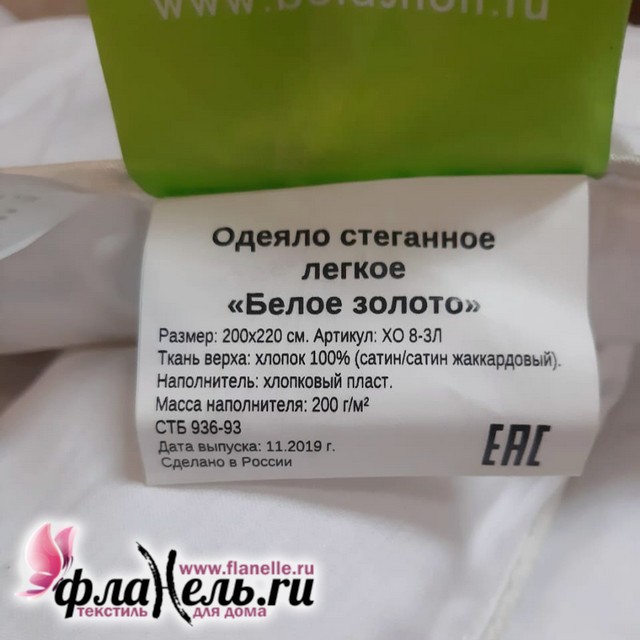 Одеяло стеганное
легкое
«Белое золото»
Размер: 200х220 см. Артикул: ХО 8-3Л
Ткань верха: хлопок 100% (сатин/сатин жаккардовый).
Наполнитель: хлопковый пласт.
Масса наполнителя: 200 г/м²
СТБ 936-93
Дата выпуска: 11.2019 г.
Сделано в России
EAC
www.flanelle.ru
фланель.ru
текстиль для дома